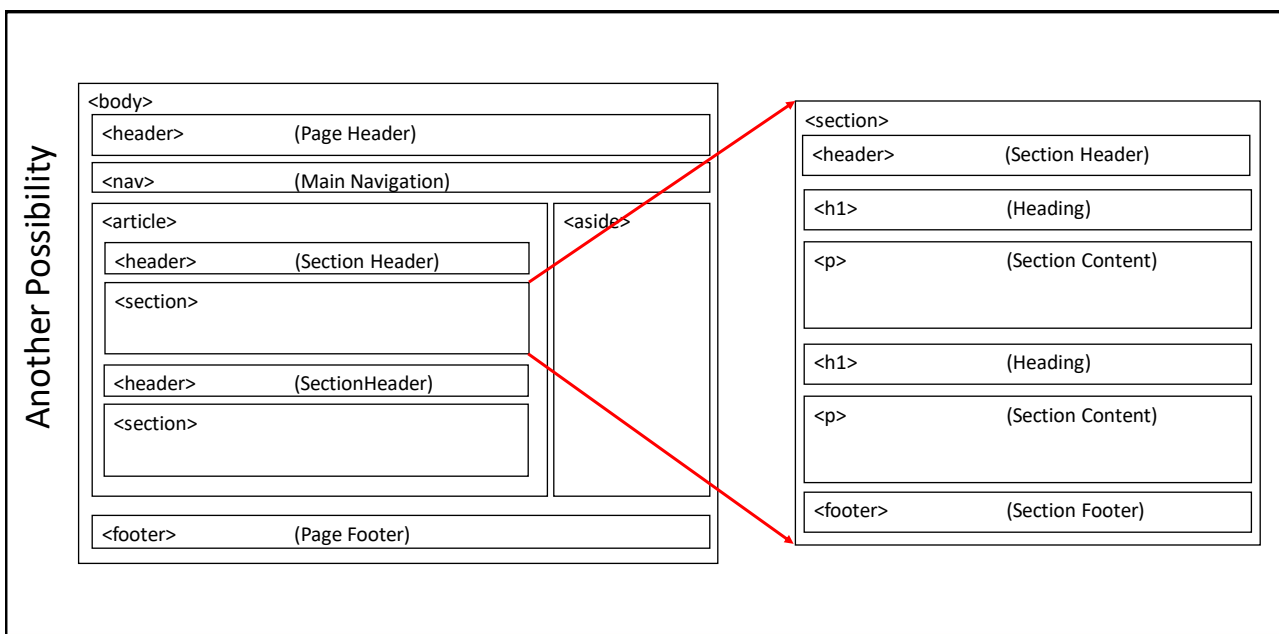 Another Possibility
<body>
<header> (Page Header)
<nav> (Main Navigation)
<article>
<aside>
<header> (Section Header)
<section>
<header> (SectionHeader)
<section>
<footer> (Page Footer)
<section>
<header> (Section Header)
<h1> (Heading)
<p> (Section Content)
<h1> (Heading)
<p> (Section Content)
<footer> (Section Footer)